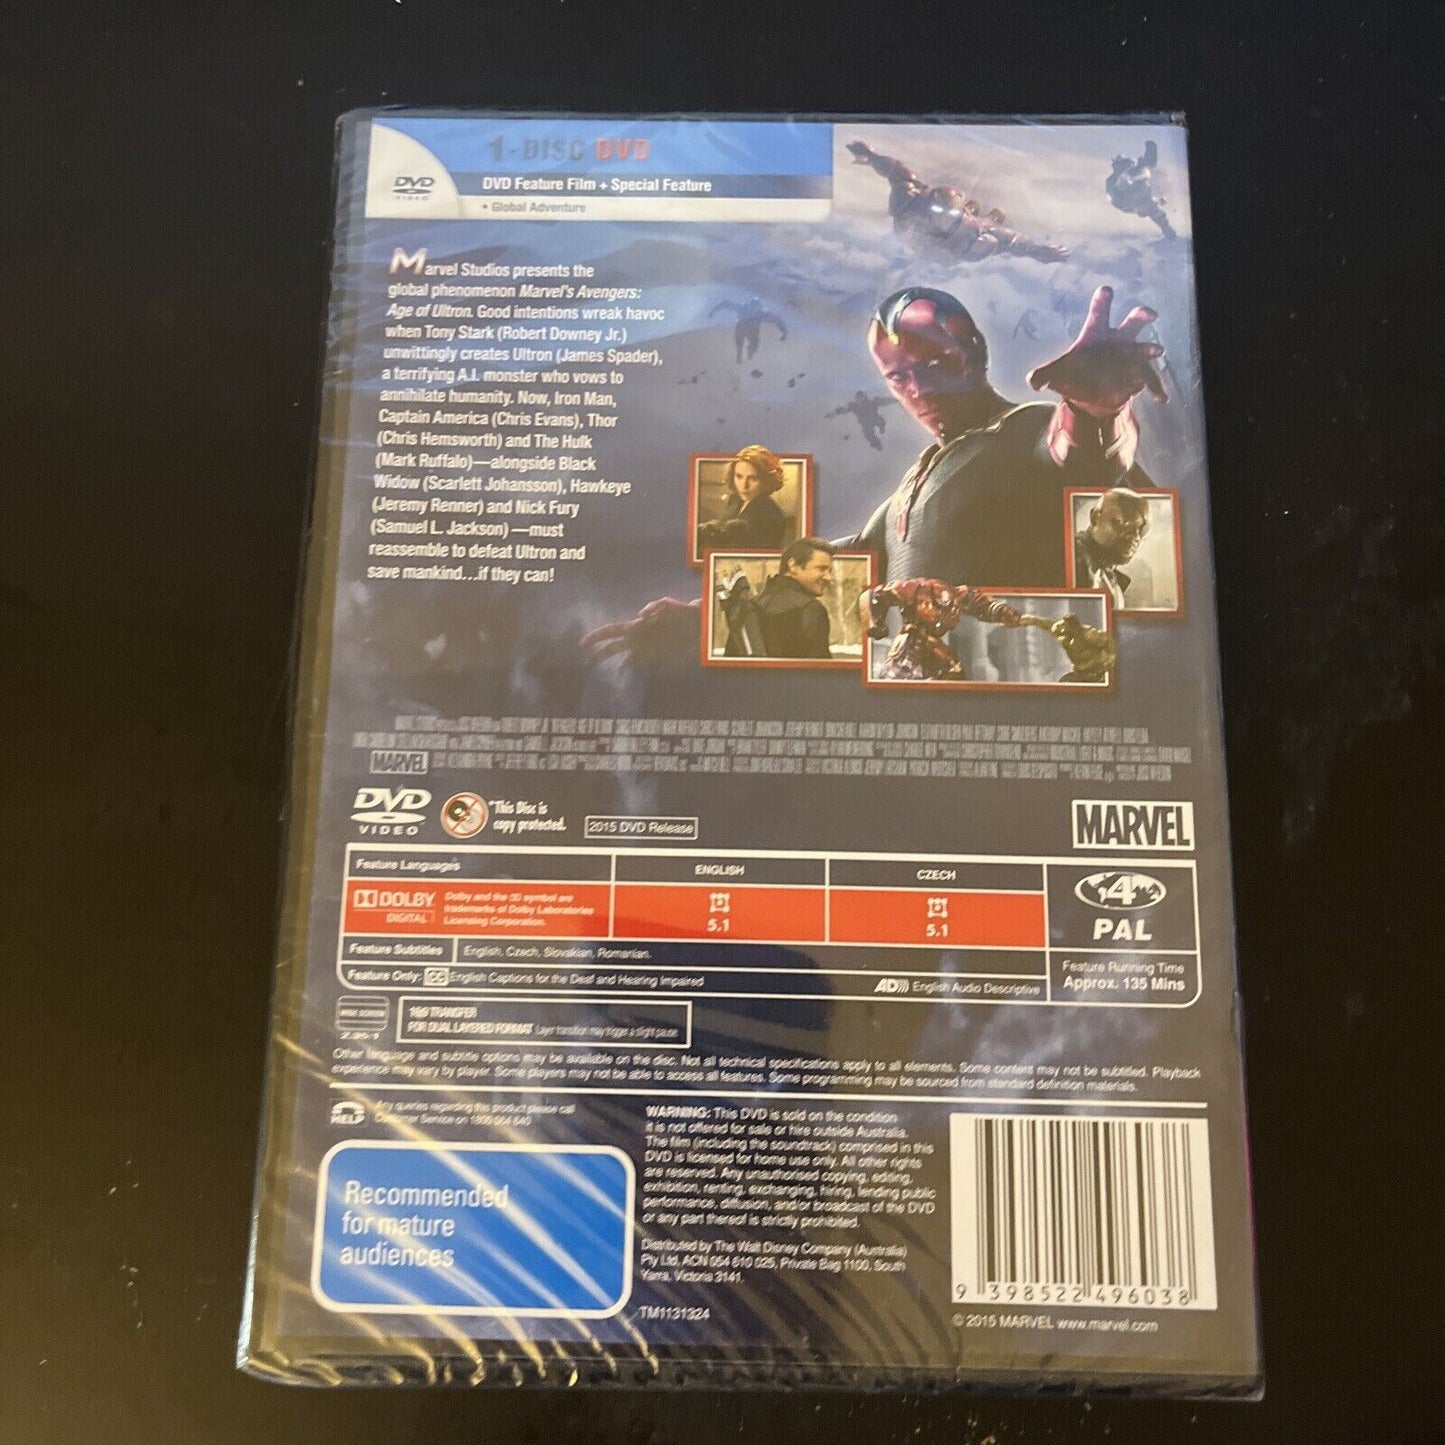 1-DISC DVD
DVD
VIDEO
DVD Feature Film + Special Feature
• Global Adventure
Marvel Studios presents the
global phenomenon Marvel's Avengers:
Age of Ultron. Good intentions wreak havoc
when Tony Stark (Robert Downey Jr.)
unwittingly creates Ultron (James Spader),
a terrifying A.I. monster who vows to
annihilate humanity. Now, Iron Man,
Captain America (Chris Evans), Thor
(Chris Hemsworth) and The Hulk
(Mark Ruffalo)—alongside Black
Widow (Scarlett Johansson), Hawkeye
(Jeremy Renner) and Nick Fury
(Samuel L. Jackson) —must
reassemble to defeat Ultron and
save mankind...if they can!
MARVEL
DVD
VIDEO
"This Disc is
copy protected.
2015 DVD Release
MARVEL
Feature Languages
ENGLISH
CZECH
DOLBY
DIGITAL
Dolby and the symbol are
trademarks of Dolby Laboratories
Licensing Corporation.
5.1
5.1
4
PAL
Feature Subtitles
English, Czech, Slovakian, Romanian.
Feature Only: CC English Captions for the Deaf and Hearing Impaired
AD))) English Audio Descriptive
Feature Running Time
Approx. 135 Mins
WIDE SCREEN
16:9 TRANSFER
FOR DUAL LAYERED FORMAT Layer transition may trigger a slight pause.
Other language and subtitle options may be available on the disc. Not all technical specifications apply to all elements. Some content may not be subtitled. Playback
experience may vary by player. Some players may not be able to access all features. Some programming may be sourced from standard definition materials.
HELP
Any queries regarding this product please call
Customer Service on 1800 064 640
Recommended
for mature
audiences
WARNING: This DVD is sold on the condition
it is not offered for sale or hire outside Australia.
The film (including the soundtrack) comprised in this
DVD is licensed for home use only. All other rights
are reserved. Any unauthorised copying, editing,
exhibition, renting, exchanging, hiring, lending public
performance, diffusion, and/or broadcast of the DVD
or any part thereof is strictly prohibited.
Distributed by The Walt Disney Company (Australia)
Pty Ltd, ACN 054 610 025, Private Bag 1100, South
Yarra, Victoria 3141.
TM1131324
9 398522 496038
© 2015 MARVEL www.marvel.com